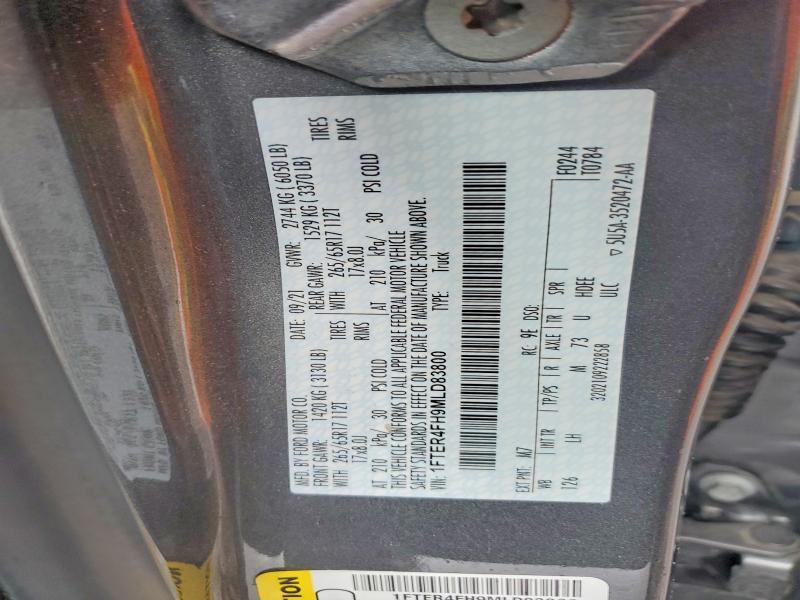 MFD. BY FORD MOTOR CO. DATE: 09/21 GVWR: 2744 KG ( 6050 LB)
FRONT GAWR: 1420 KG ( 3130 LB) REAR GAWR: 1529 KG ( 3370 LB)
WITH 265/65R17 112T TIRES WITH 265/65R17 112T TIRES
17x8.0J RIMS 17x8.0J RIMS
AT 210 kPa/ 30 PSI COLD AT 210 kPa/ 30 PSI COLD
THIS VEHICLE CONFORMS TO ALL APPLICABLE FEDERAL MOTOR VEHICLE
SAFETY STANDARDS IN EFFECT ON THE DATE OF MANUFACTURE SHOWN ABOVE.
VIN: 1FTER4FH9MLD83800 TYPE: Truck
EXT PNT: M7 RC: 9E DSO: F0244
WB INT TR TP/PS R AXLE TR SPR T0784
126 LH M 73 U HDEE
3202109222858 ULC ▽ 5U5A-3520472-AA
1FTER4FH9MLD83800